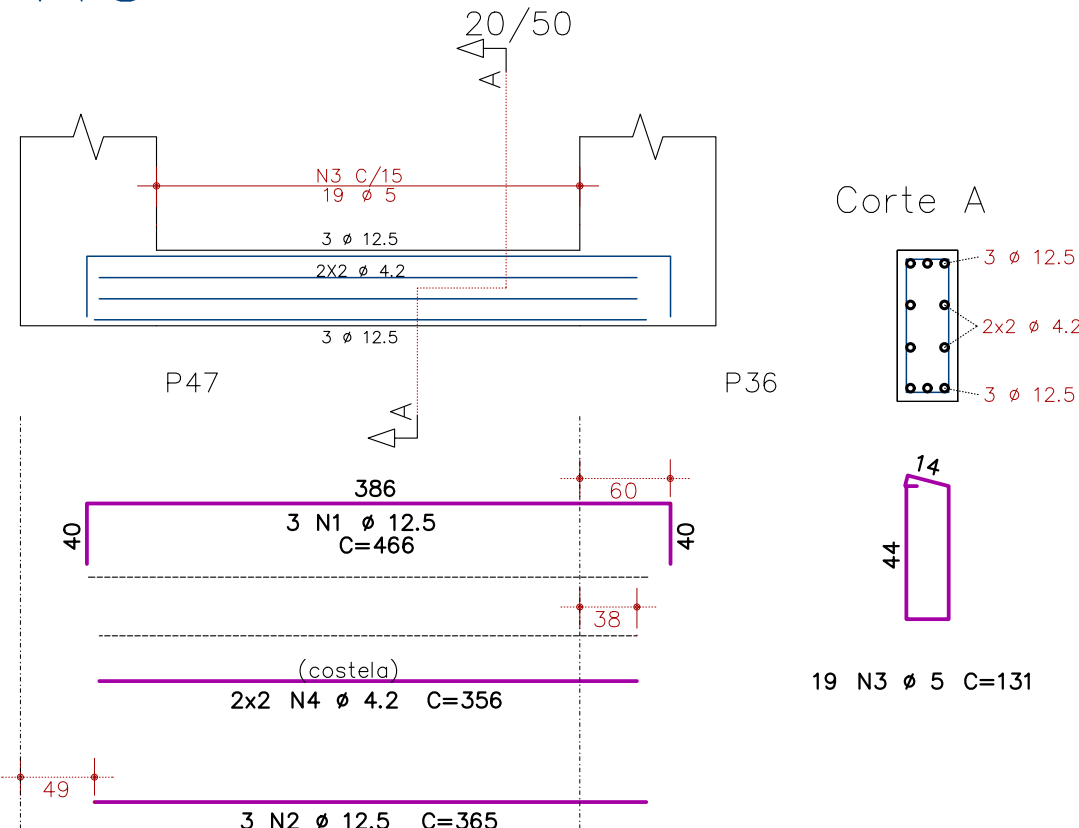 20/50
A
N3 C/15
19 ø 5
3 ø 12.5
2X2 ø 4.2
3 ø 12.5
P47
P36
A
Corte A
3 ø 12.5
2x2 ø 4.2
3 ø 12.5
386
60
40
3 N1 ø 12.5
40
C=466
38
(costela)
2x2 N4 ø 4.2 C=356
49
3 N2 ø 12.5 C=365
14
44
19 N3 ø 5 C=131